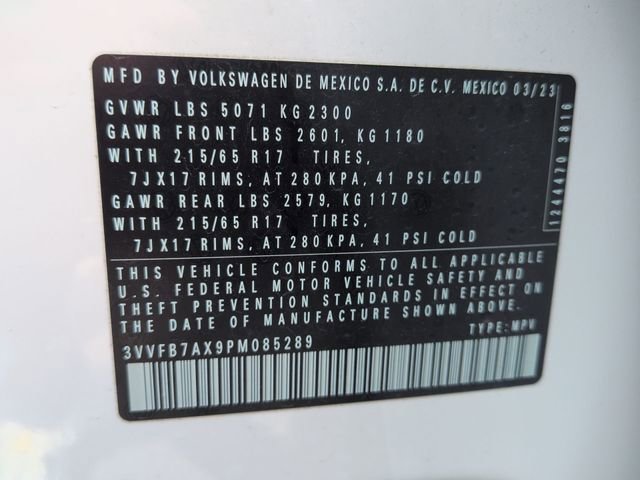 MFD BY VOLKSWAGEN DE MEXICO S.A. DE C.V. MEXICO 03/23
GVWR LBS 5071 KG 2300
GAWR FRONT LBS 2601, KG 1180
WITH 215/65 R17 TIRES,
7JX17 RIMS, AT 280 KPA, 41 PSI COLD
GAWR REAR LBS 2579, KG 1170
WITH 215/65 R17 TIRES,
7JX17 RIMS, AT 280 KPA, 41 PSI COLD
THIS VEHICLE CONFORMS TO ALL APPLICABLE
U.S. FEDERAL MOTOR VEHICLE SAFETY AND
THEFT PREVENTION STANDARDS IN EFFECT ON
THE DATE OF MANUFACTURE SHOWN ABOVE.
3VVFB7AX9PM085289 TYPE: MPV
1244470 3816